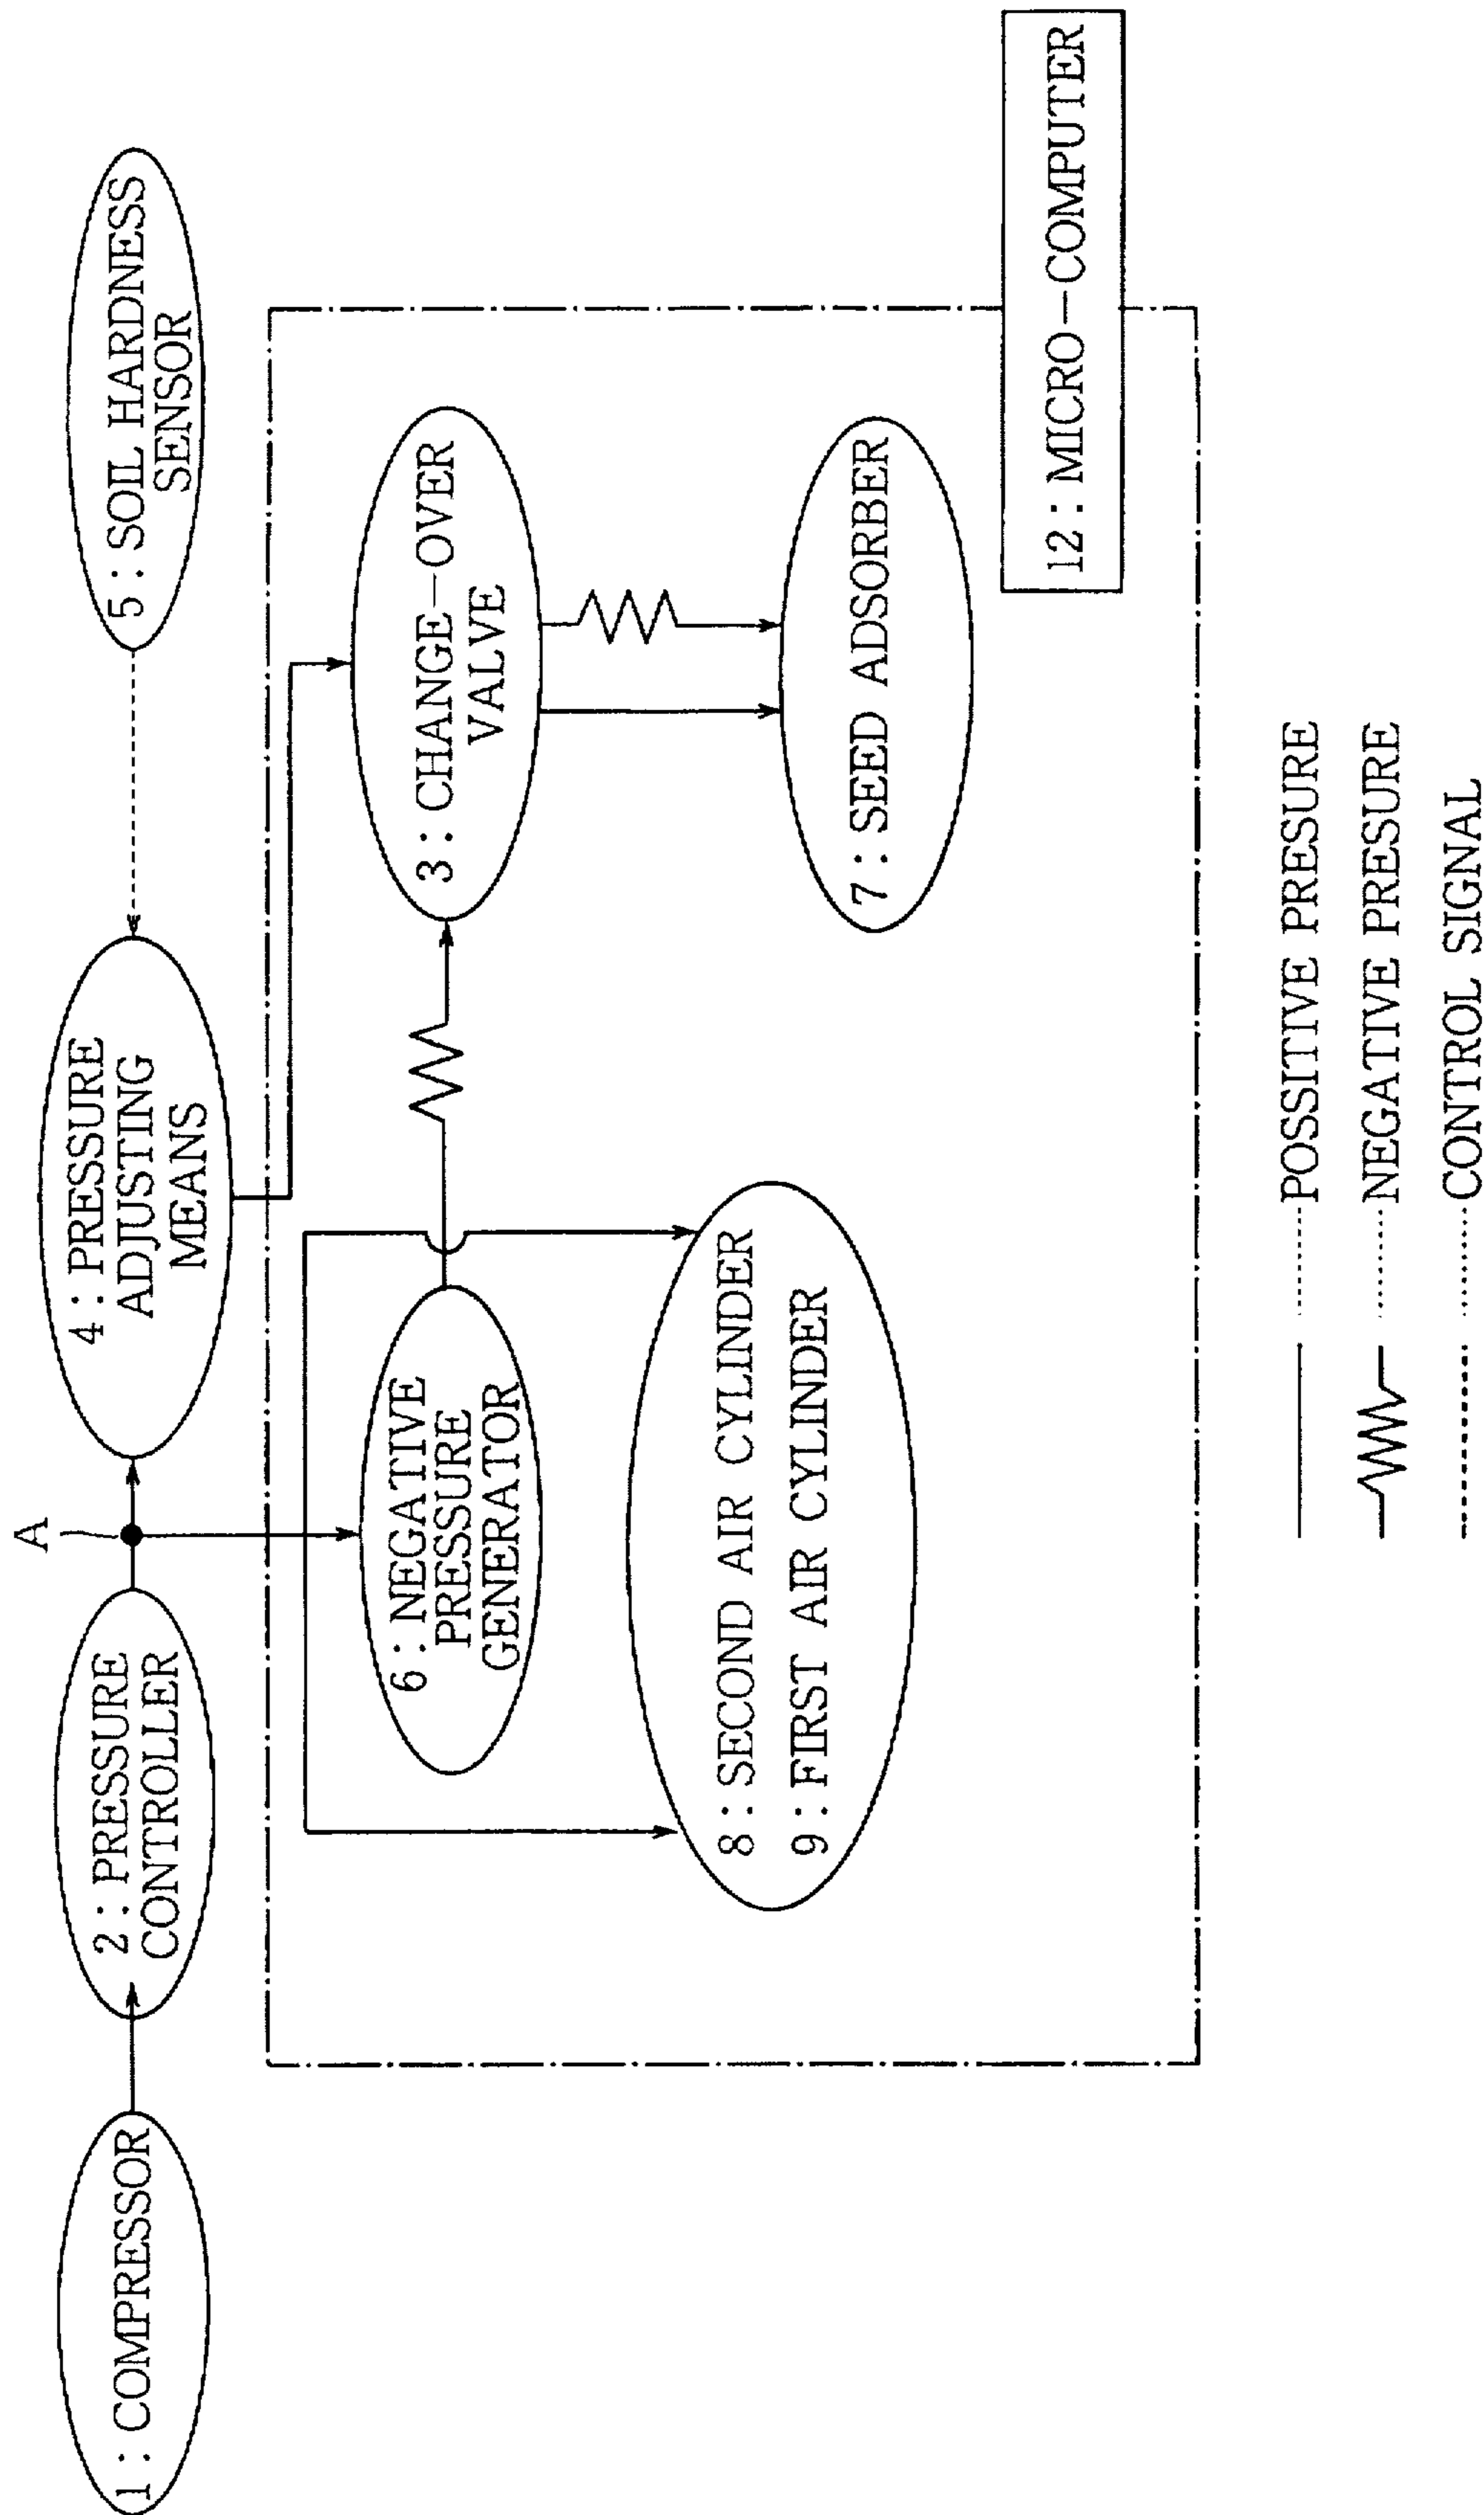 A
1 : COMPRESSOR
2 : PRESSURE
CONTROLLER
4 : PRESSURE
ADJUSTING
MEANS
5 : SOIL HARDNESS
SENSOR
6 : NEGATIVE
PRESSURE
GENERATOR
3 : CHANGE-OVER
VALVE
8 : SECOND AIR CYLINDER
9 : FIRST AIR CYLINDER
7 : SEED ADSORBER
12 : MICRO-COMPUTER
POSSITIVE PRESURE
NEGATIVE PRESURE
CONTROL SIGNAL